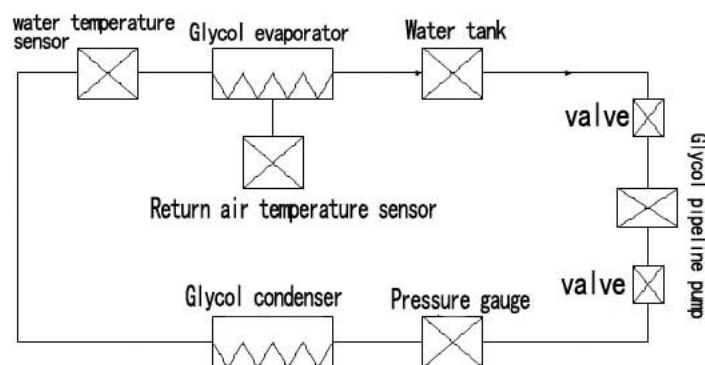 water temperature
sensor
Glycol evaporator
Water tank
valve
Glycol pipeline pump
Return air temperature sensor
valve
Glycol condenser
Pressure gauge